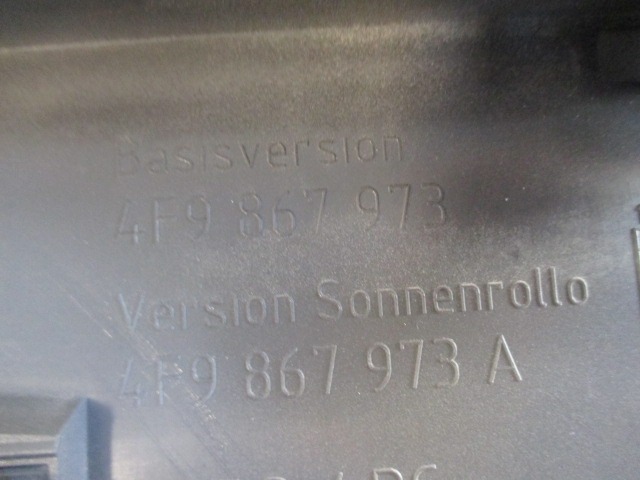 Basisversion
4F9 867 973
Version Sonnenrollo
4F9 867 973 A